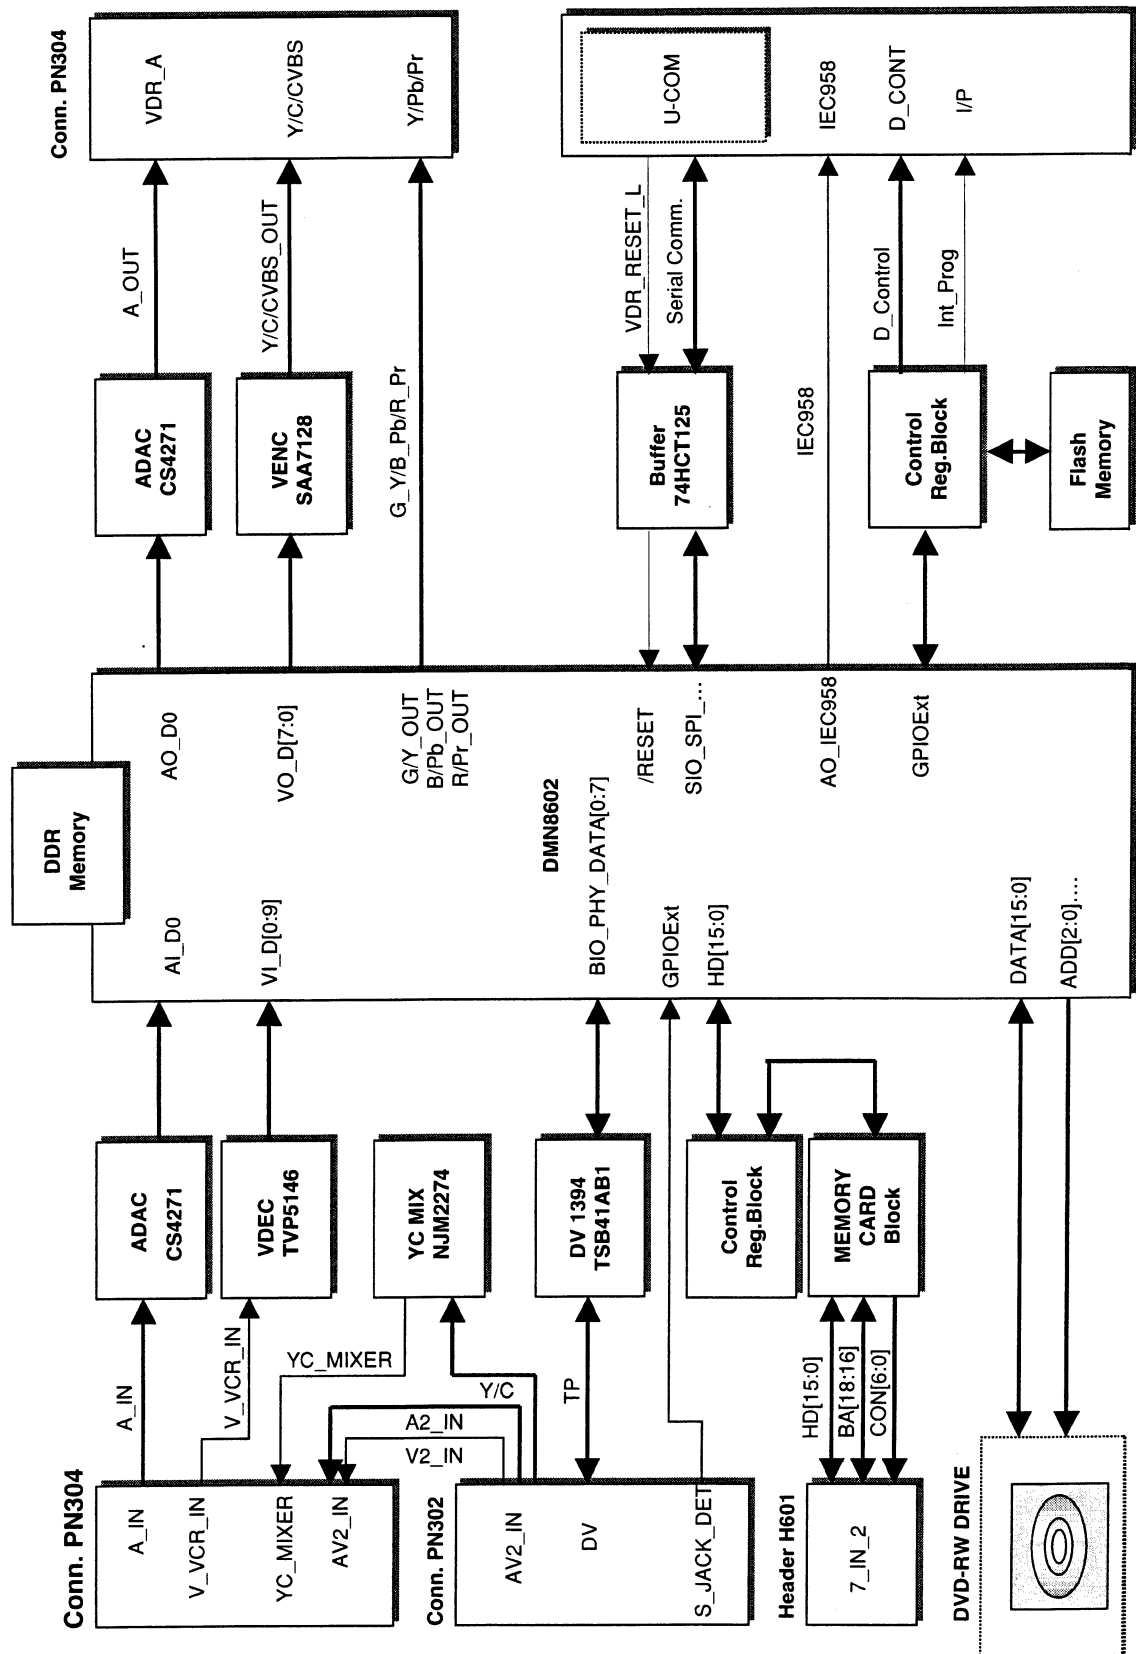 Conn. PN304
A_IN
V_VCR_IN
YC_MIXER
AV2_IN
Conn. PN302
AV2_IN
DV
S_JACK_DET
Header H601
7_IN_2
DVD-RW DRIVE
A_IN
V_VCR_IN
YC_MIXER
Y/C
A2_IN
V2_IN
TP
HD[15:0]
BA[18:16]
CON[6:0]
ADAC
CS4271
VDEC
TVP5146
YC MIX
NJM2274
DV 1394
TSB41AB1
Control
Reg.Block
MEMORY
CARD
Block
DDR
Memory
AI_D0
VI_D[0:9]
BIO_PHY_DATA[0:7]
GPIOExt
HD[15:0]
DATA[15:0]
ADD[2:0]....
DMN8602
AO_D0
VO_D[7:0]
G/Y_OUT
B/Pb_OUT
R/Pr_OUT
/RESET
SIO_SPI_...
AO_IEC958
GPIOExt
ADAC
CS4271
VENC
SAA7128
G_Y/B_Pb/R_Pr
Buffer
74HCT125
IEC958
Control
Reg.Block
Flash
Memory
A_OUT
Y/C/CVBS_OUT
VDR_RESET_L
Serial Comm.
D_Control
Int_Prog
Conn. PN304
VDR_A
Y/C/CVBS
Y/Pb/Pr
U-COM
IEC958
D_CONT
I/P